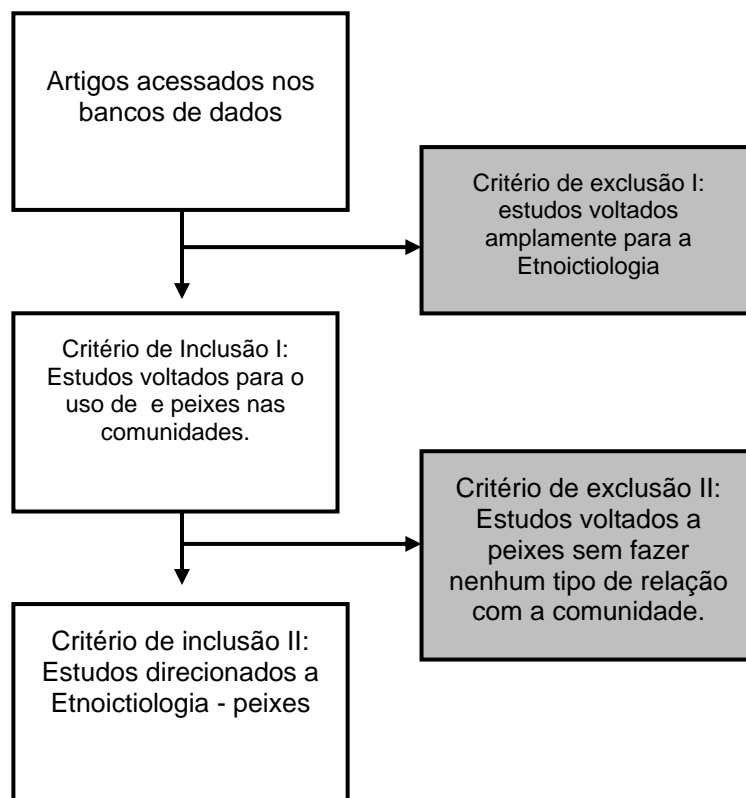 Artigos acessados nos
bancos de dados
Critério de exclusão I:
estudos voltados
amplamente para a
Etnoictiologia
Critério de Inclusão I:
Estudos voltados para o
uso de  e peixes nas
comunidades.
Critério de exclusão II:
Estudos voltados a
peixes sem fazer
nenhum tipo de relação
com a comunidade.
Critério de inclusão II:
Estudos direcionados a
Etnoictiologia - peixes